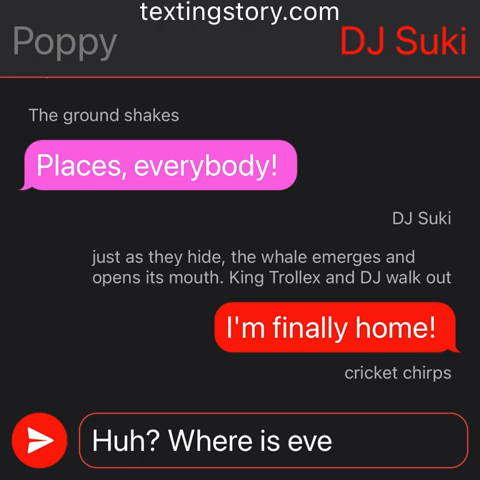 textingstory.com
Poppy
DJ Suki
The ground shakes
Places, everybody!
DJ Suki
just as they hide, the whale emerges and
opens its mouth. King Trollex and DJ walk out
I'm finally home!
cricket chirps
Huh? Where is eve